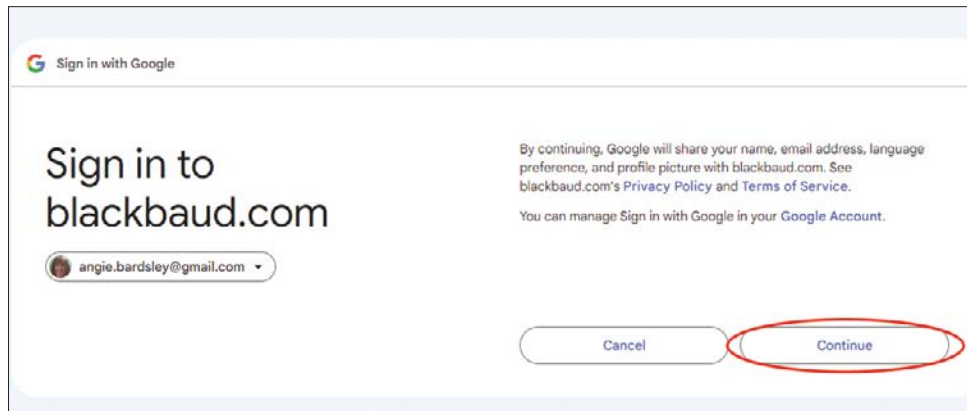 Sign in with Google
Sign in to
blackbaud.com
angie.bardsley@gmail.com
By continuing, Google will share your name, email address, language
preference, and profile picture with blackbaud.com. See
blackbaud.com's Privacy Policy and Terms of Service.
You can manage Sign in with Google in your Google Account.
Cancel
Continue